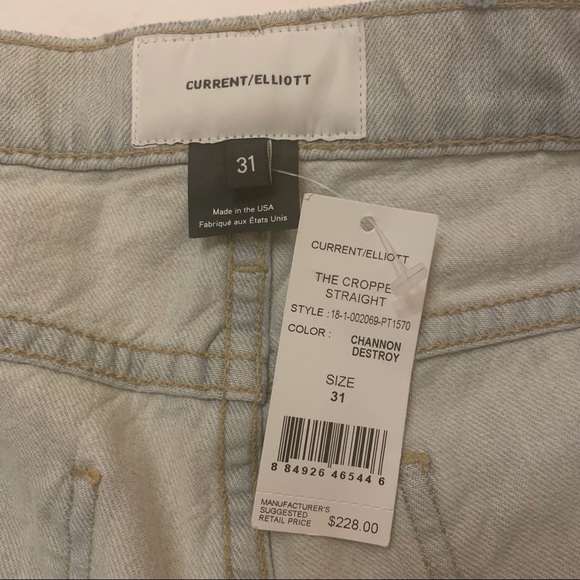 CURRENT/ELLIOTT
31
Made in the USA
Fabriqué aux États Unis
CURRENT/ELLIOTT
THE CROPPE
STRAIGHT
STYLE : 18-1-002069-PT1570
COLOR : CHANNON
DESTROY
SIZE
31
8 84926 46544 6
MANUFACTURER'S
SUGGESTED
RETAIL PRICE $228.00